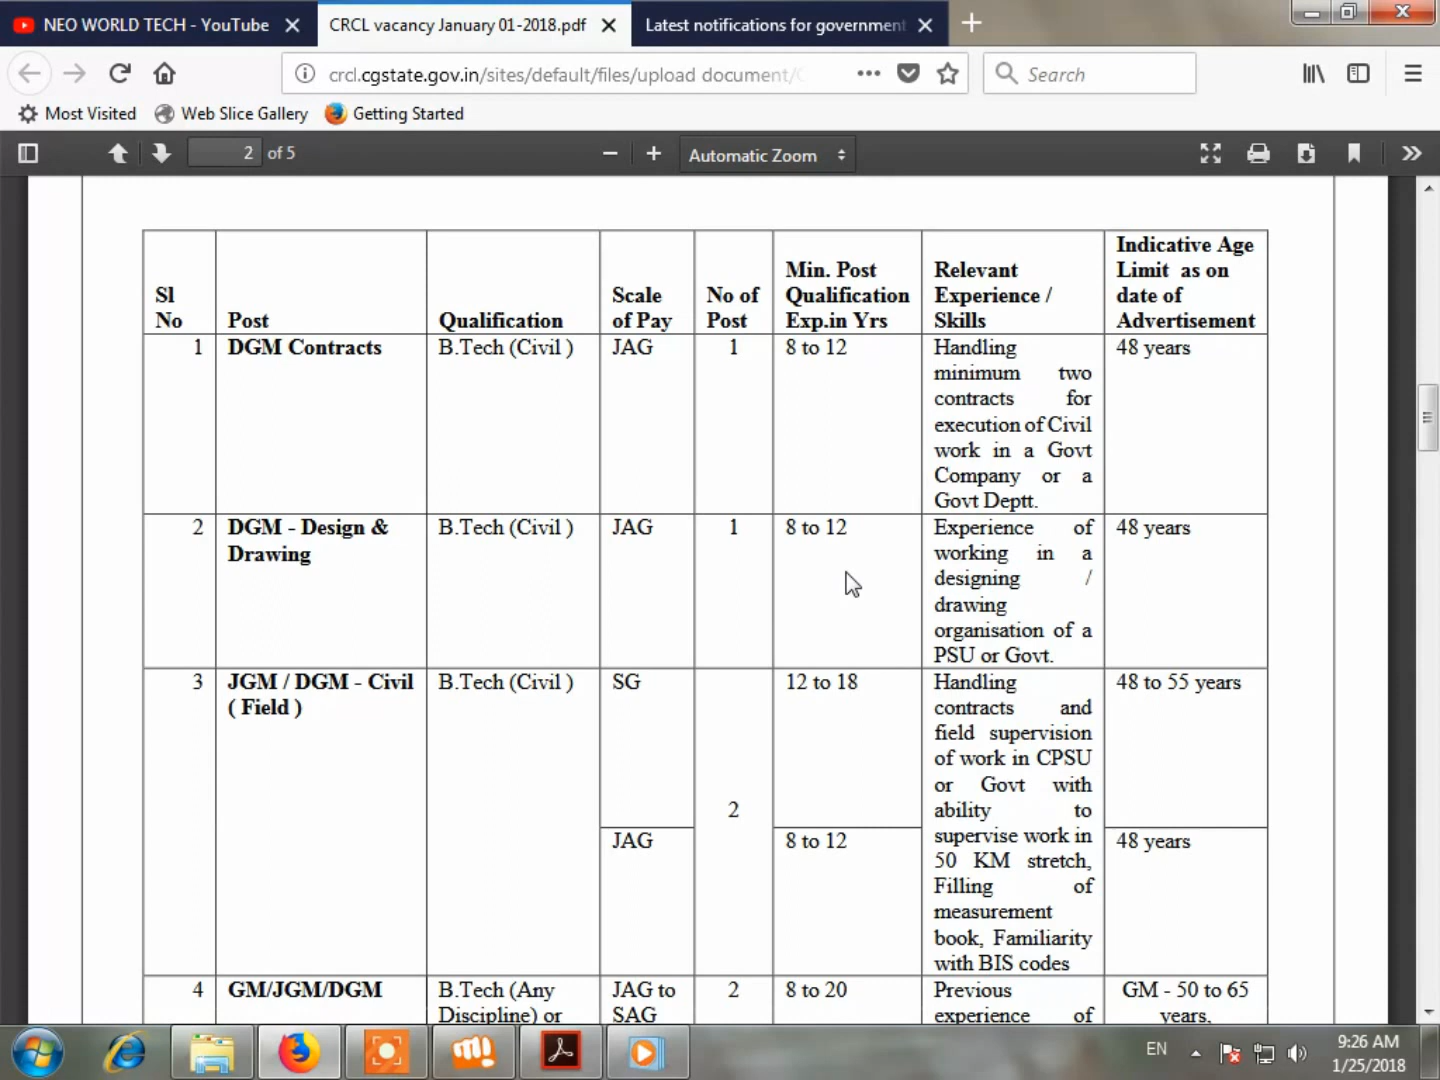 NEO WORLD TECH - YouTube
CRCL vacancy January 01-2018.pdf
Latest notifications for government
crcl.cgstate.gov.in/sites/default/files/upload document/
Search
Most Visited
Web Slice Gallery
Getting Started
2 of 5
Automatic Zoom
Sl No
Post
Qualification
Scale of Pay
No of Post
Min. Post Qualification Exp.in Yrs
Relevant Experience / Skills
Indicative Age Limit as on date of Advertisement
1
DGM Contracts
B.Tech (Civil )
JAG
1
8 to 12
Handling
minimum two
contracts for
execution of Civil
work in a Govt
Company or a
Govt Deptt.
48 years
2
DGM - Design &
Drawing
B.Tech (Civil )
JAG
1
8 to 12
Experience of
working in a
designing /
drawing
organisation of a
PSU or Govt.
48 years
3
JGM / DGM - Civil
( Field )
B.Tech (Civil )
SG
JAG
2
12 to 18
8 to 12
Handling
contracts and
field supervision
of work in CPSU
or Govt with
ability to
supervise work in
50 KM stretch,
Filling of
measurement
book, Familiarity
with BIS codes
48 to 55 years
48 years
4
GM/JGM/DGM
B.Tech (Any
Discipline) or
JAG to
SAG
2
8 to 20
Previous
experience of
GM - 50 to 65
years,
EN
9:26 AM
1/25/2018